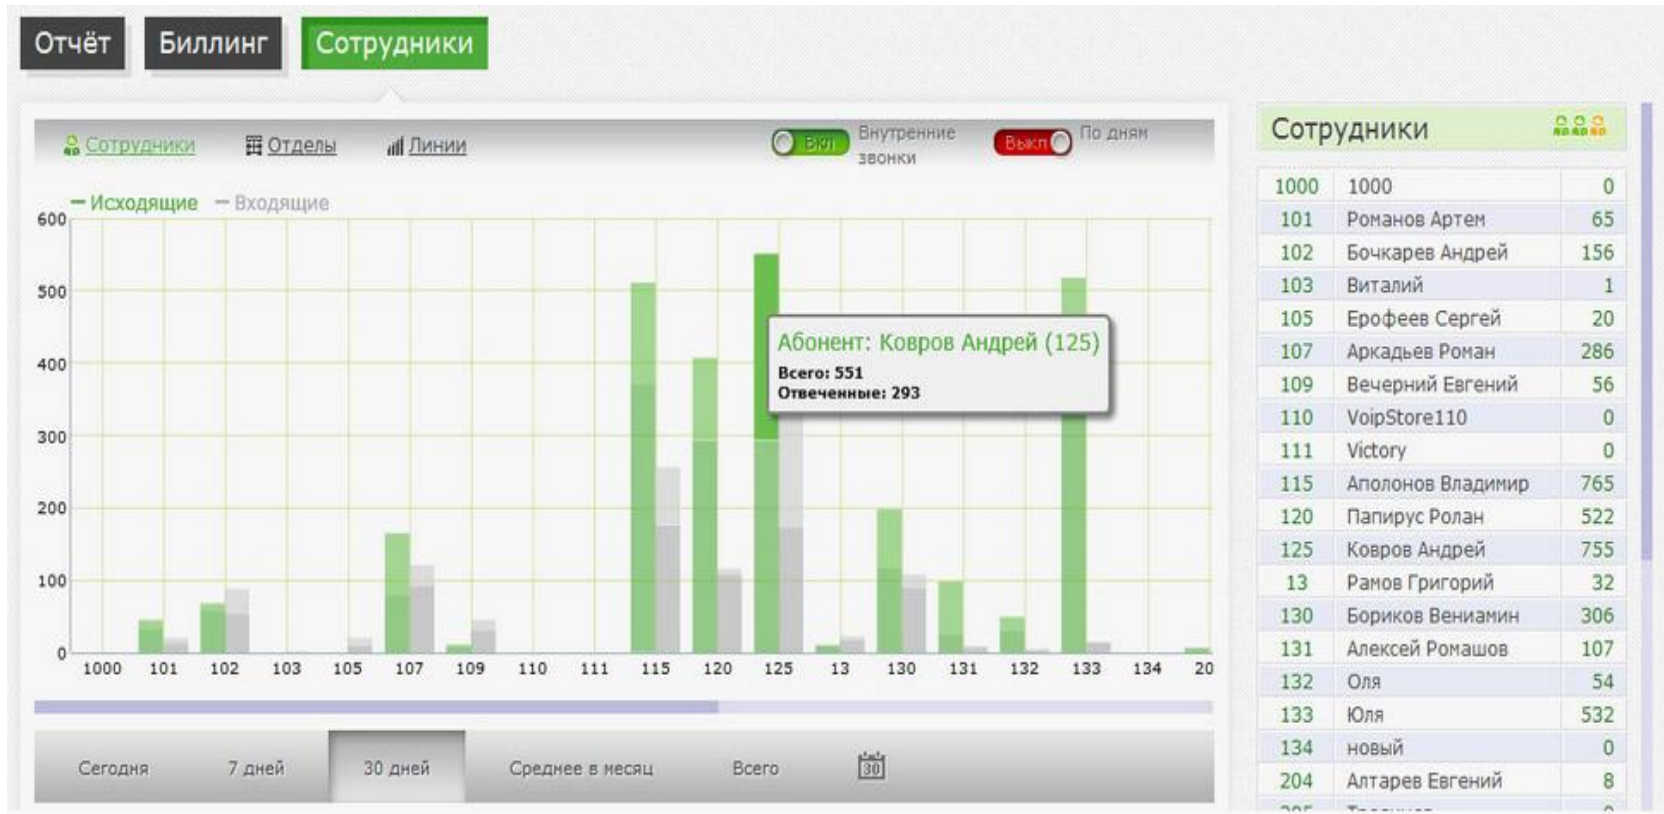 Отчёт Биллинг Сотрудники
Сотрудники Отделы Линии Вкл Внутренние звонки Выкл По дням
Исходящие Входящие
600
500
400
300
200
100
0
Абонент: Ковров Андрей (125)
Всего: 551
Отвеченные: 293
1000 101 102 103 105 107 109 110 111 115 120 125 13 130 131 132 133 134 20
Сегодня 7 дней 30 дней Среднее в месяц Всего 30
Сотрудники
1000 1000 0
101 Романов Артем 65
102 Бочкарев Андрей 156
103 Виталий 1
105 Ерофеев Сергей 20
107 Аркадьев Роман 286
109 Вечерний Евгений 56
110 VoipStore110 0
111 Victory 0
115 Аполонов Владимир 765
120 Папирус Ролан 522
125 Ковров Андрей 755
13 Рамов Григорий 32
130 Бориков Вениамин 306
131 Алексей Ромашов 107
132 Оля 54
133 Юля 532
134 новый 0
204 Алтарев Евгений 8